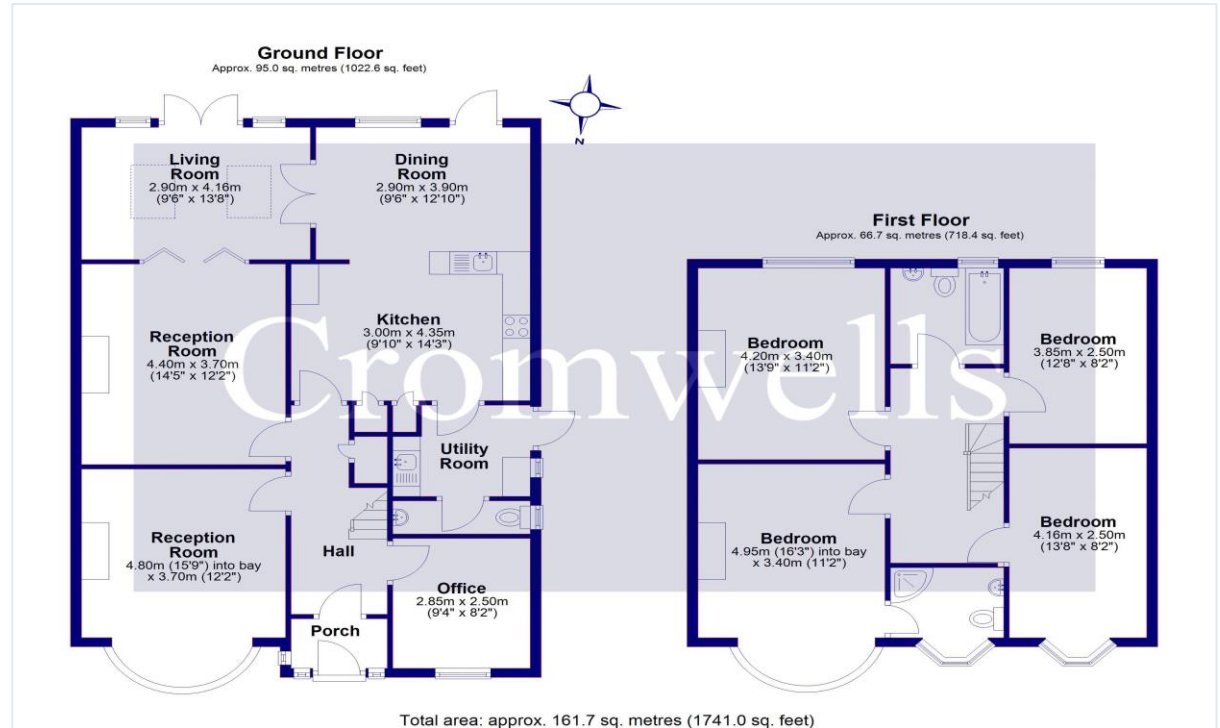 Ground Floor
Approx. 95.0 sq. metres (1022.6 sq. feet)
N
Living
Room
2.90m x 4.16m
(9'6" x 13'8")
Dining
Room
2.90m x 3.90m
(9'6" x 12'10")
Kitchen
3.00m x 4.35m
(9'10" x 14'3")
Reception
Room
4.40m x 3.70m
(14'5" x 12'2")
Utility
Room
Reception
Room
4.80m (15'9") into bay
x 3.70m (12'2")
Hall
Office
2.85m x 2.50m
(9'4" x 8'2")
Porch
First Floor
Approx. 66.7 sq. metres (718.4 sq. feet)
Bedroom
4.20m x 3.40m
(13'9" x 11'2")
Bedroom
3.85m x 2.50m
(12'8" x 8'2")
Bedroom
4.95m (16'3") into bay
x 3.40m (11'2")
Bedroom
4.16m x 2.50m
(13'8" x 8'2")
Cromwells
Total area: approx. 161.7 sq. metres (1741.0 sq. feet)